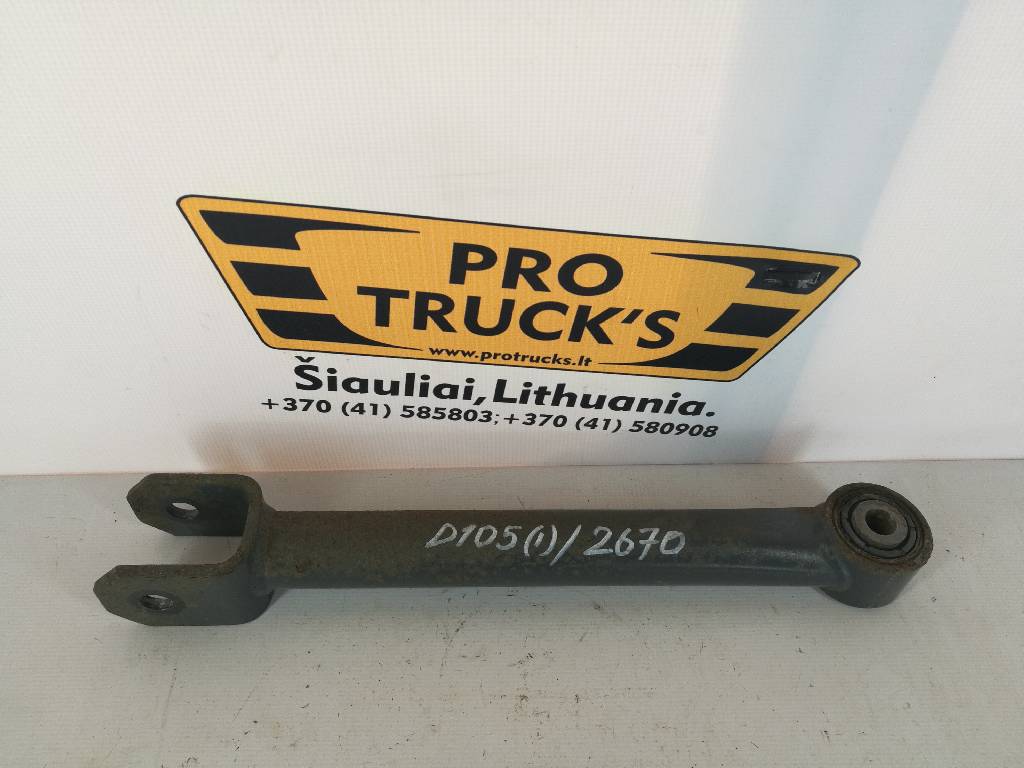 PRO
TRUCK'S
www.protrucks.lt
Šiauliai, Lithuania.
+370 (41) 585803;+370 (41) 580908
D105(1)/2670